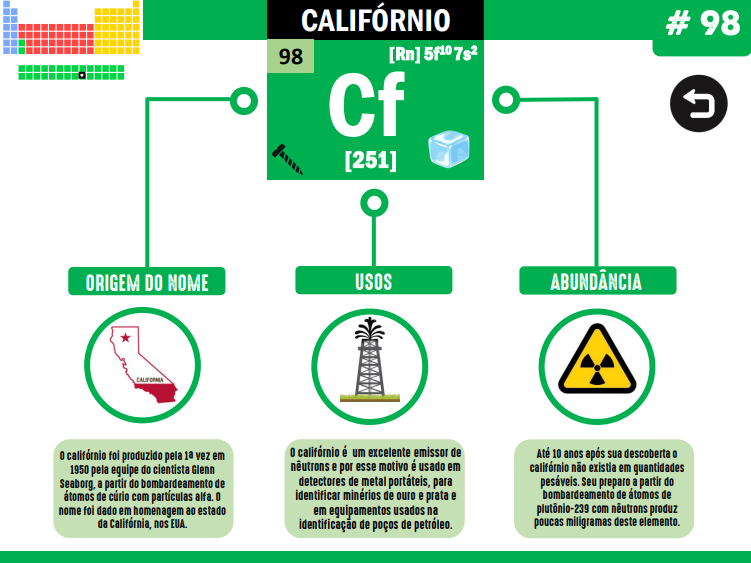 CALIFÓRNIO
# 98
98
[Rn] 5f¹⁰ 7s²
Cf
[251]
ORIGEM DO NOME
USOS
ABUNDÂNCIA
CALIFORNIA
O califórnio foi produzido pela 1ª vez em
1950 pela equipe do cientista Glenn
Seaborg, a partir do bombardeamento de
átomos de cúrio com partículas alfa. O
nome foi dado em homenagem ao estado
da Califórnia, nos EUA.
O califórnio é um excelente emissor de
nêutrons e por esse motivo é usado em
detectores de metal portáteis, para
identificar minérios de ouro e prata e
em equipamentos usados na
identificação de poços de petróleo.
Até 10 anos após sua descoberta o
califórnio não existia em quantidades
pesáveis. Seu preparo a partir do
bombardeamento de átomos de
plutônio-239 com nêutrons produz
poucas miligramas deste elemento.